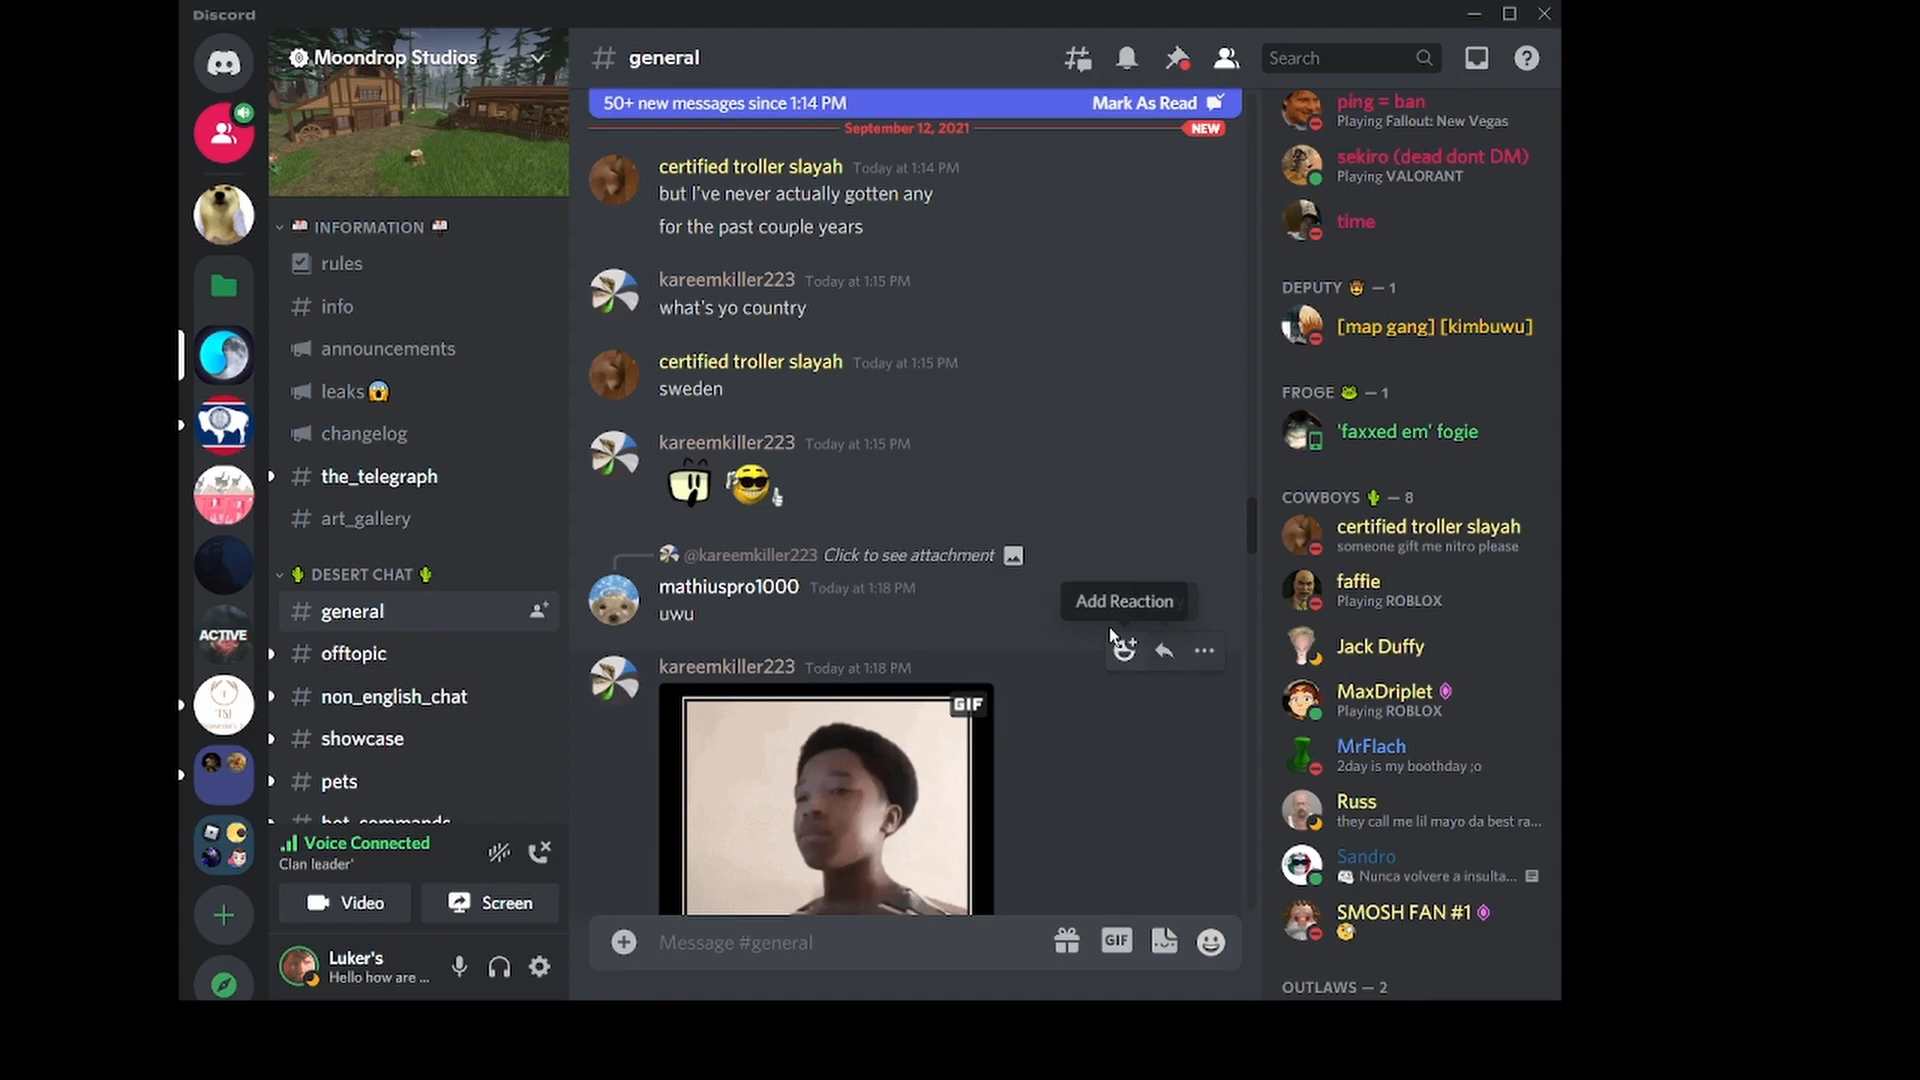 Discord
Moondrop Studios
INFORMATION
rules
info
announcements
leaks
changelog
the_telegraph
art_gallery
DESERT CHAT
general
offtopic
non_english_chat
showcase
pets
bot_commands
Voice Connected
Clan leader'
Video
Screen
Luker's
Hello how are ...
ACTIVE
TSJ
general
Search
50+ new messages since 1:14 PM
Mark As Read
September 12, 2021
NEW
certified troller slayah Today at 1:14 PM
but I've never actually gotten any
for the past couple years
kareemkiller223 Today at 1:15 PM
what's yo country
certified troller slayah Today at 1:15 PM
sweden
kareemkiller223 Today at 1:15 PM
@kareemkiller223 Click to see attachment
mathiuspro1000 Today at 1:18 PM
uwu
Add Reaction
kareemkiller223 Today at 1:18 PM
GIF
Message #general
GIF
ping = ban
Playing Fallout: New Vegas
sekiro (dead dont DM)
Playing VALORANT
time
DEPUTY — 1
[map gang] [kimbuwu]
FROGE — 1
'faxxed em' fogie
COWBOYS — 8
certified troller slayah
someone gift me nitro please
faffie
Playing ROBLOX
Jack Duffy
MaxDriplet
Playing ROBLOX
MrFlach
2day is my boothday ;o
Russ
they call me lil mayo da best ra...
Sandro
Nunca volvere a insulta...
SMOSH FAN #1
OUTLAWS — 2